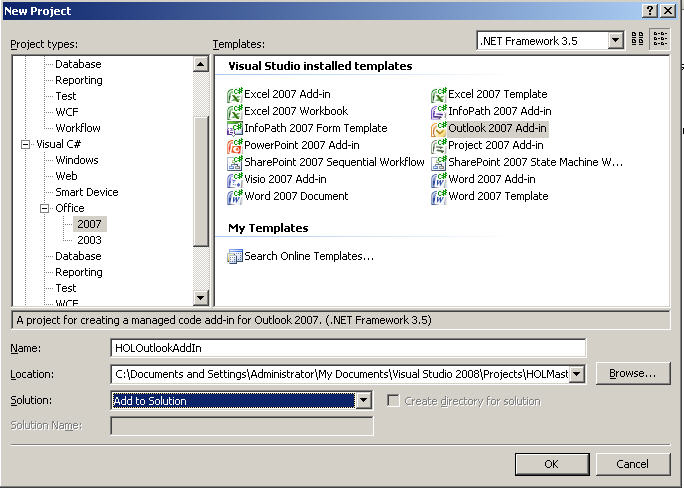 New Project
Project types:
Templates:
.NET Framework 3.5
Database
Reporting
Test
WCF
Workflow
Visual C#
Windows
Web
Smart Device
Office
2007
2003
Database
Reporting
Test
WCF
Visual Studio installed templates
Excel 2007 Add-in
Excel 2007 Template
Excel 2007 Workbook
InfoPath 2007 Add-in
InfoPath 2007 Form Template
Outlook 2007 Add-in
PowerPoint 2007 Add-in
Project 2007 Add-in
SharePoint 2007 Sequential Workflow
SharePoint 2007 State Machine W...
Visio 2007 Add-in
Word 2007 Add-in
Word 2007 Document
Word 2007 Template
My Templates
Search Online Templates...
A project for creating a managed code add-in for Outlook 2007. (.NET Framework 3.5)
Name:
HOLOutlookAddIn
Location:
C:\Documents and Settings\Administrator\My Documents\Visual Studio 2008\Projects\HOLMast
Browse...
Solution:
Add to Solution
Create directory for solution
Solution Name:
OK
Cancel